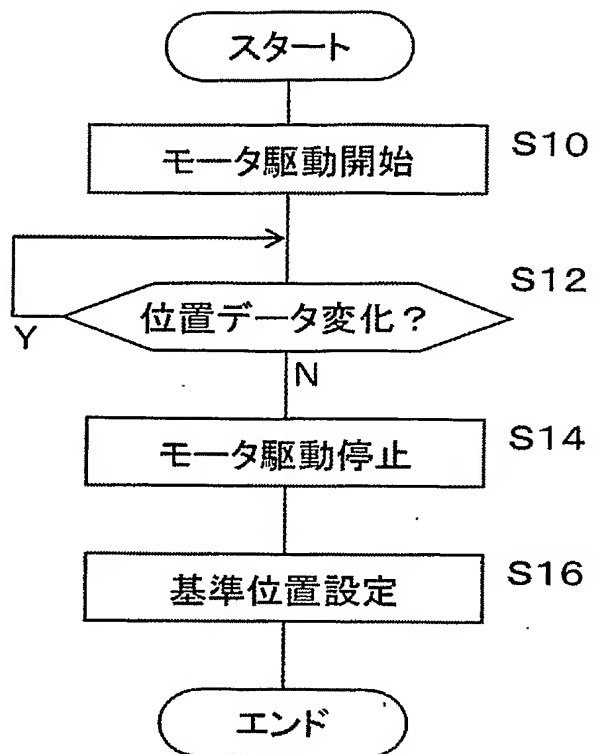 スタート
モータ駆動開始 S10
位置データ変化？ S12
Y
N
モータ駆動停止 S14
基準位置設定 S16
エンド